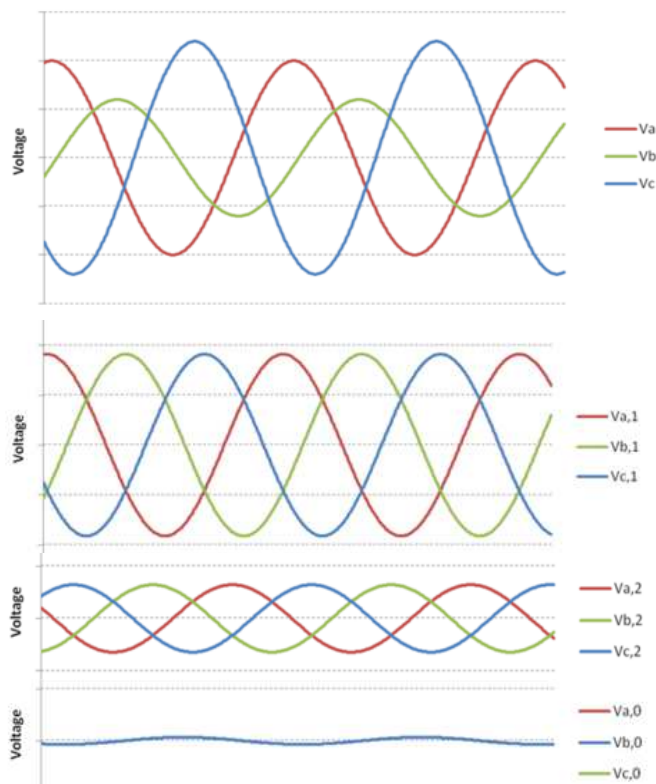 Voltage
Va
Vb
Vc
Voltage
Va,1
Vb,1
Vc,1
Voltage
Va,2
Vb,2
Vc,2
Voltage
Va,0
Vb,0
Vc,0